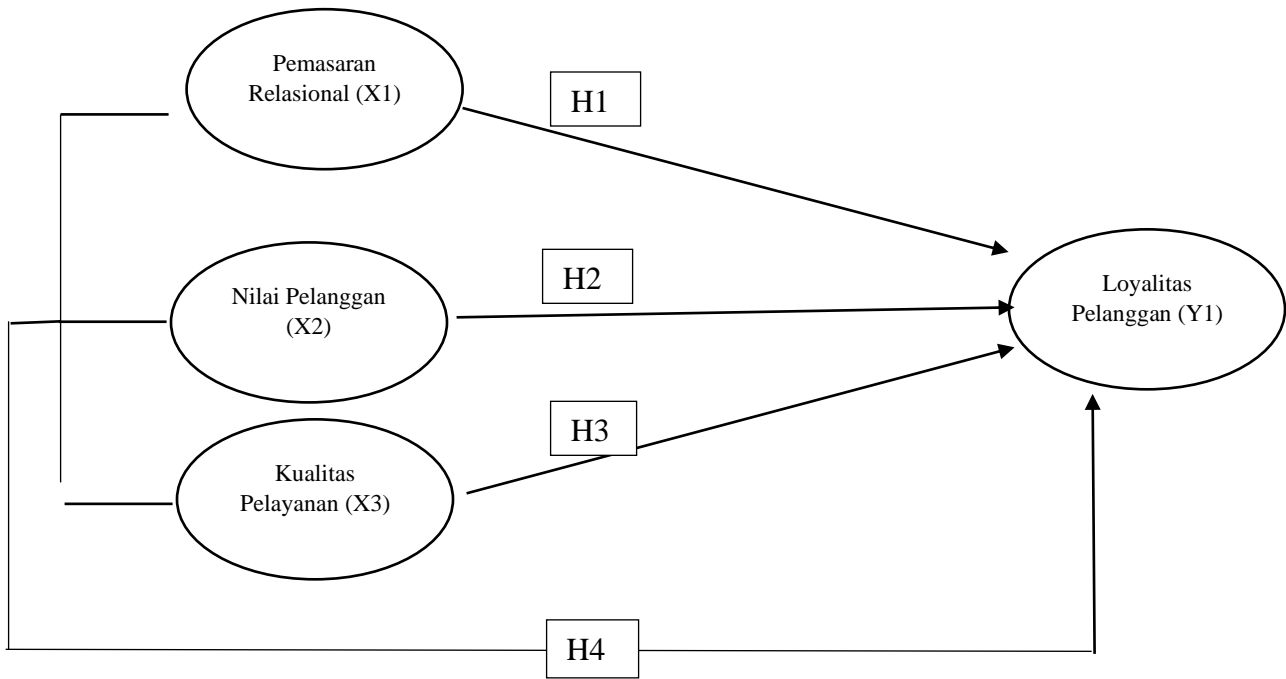 Pemasaran
Relasional (X1)
H1
Nilai Pelanggan
(X2)
H2
Loyalitas
Pelanggan (Y1)
H3
Kualitas
Pelayanan (X3)
H4